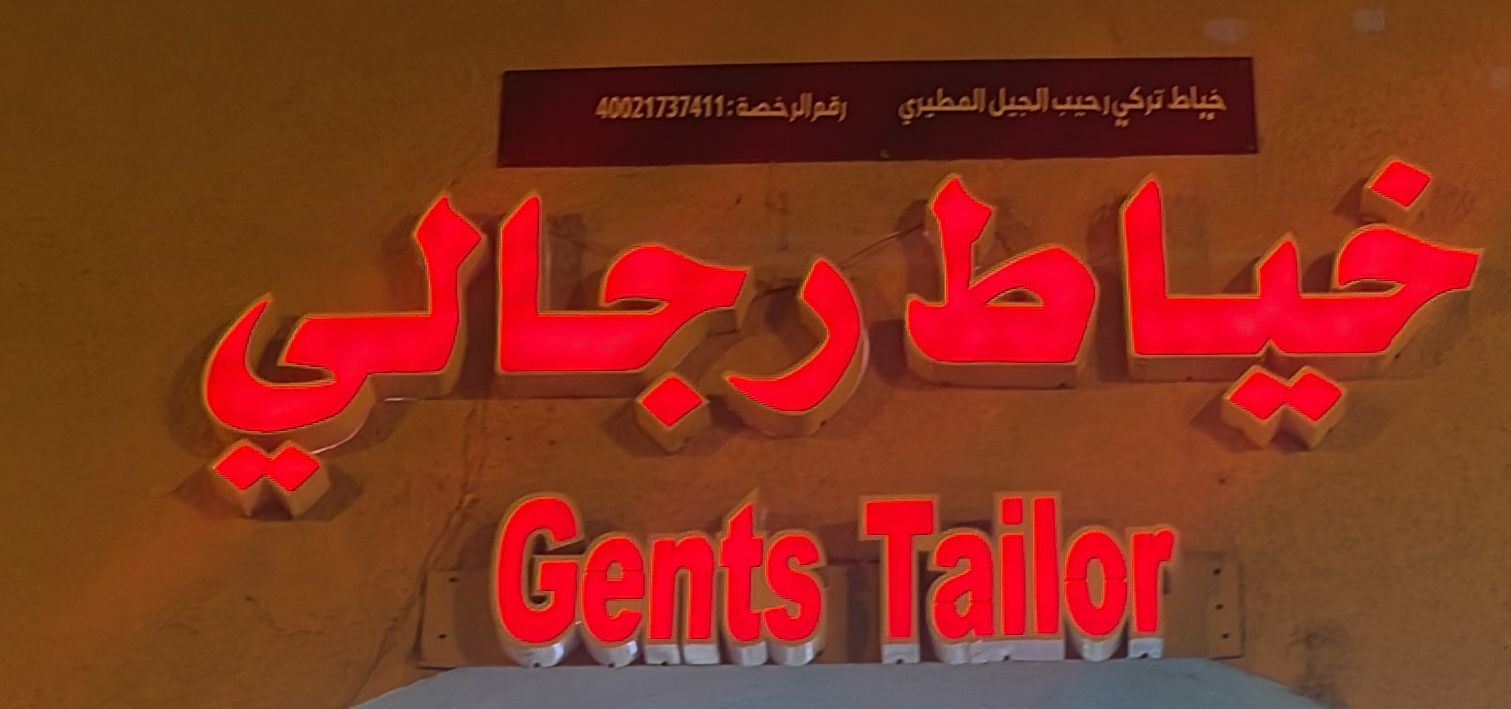 خياط تركي رحيب الجيل المطيري رقم الرخصة: 40021737411
خياط رجالي
Gents Tailor